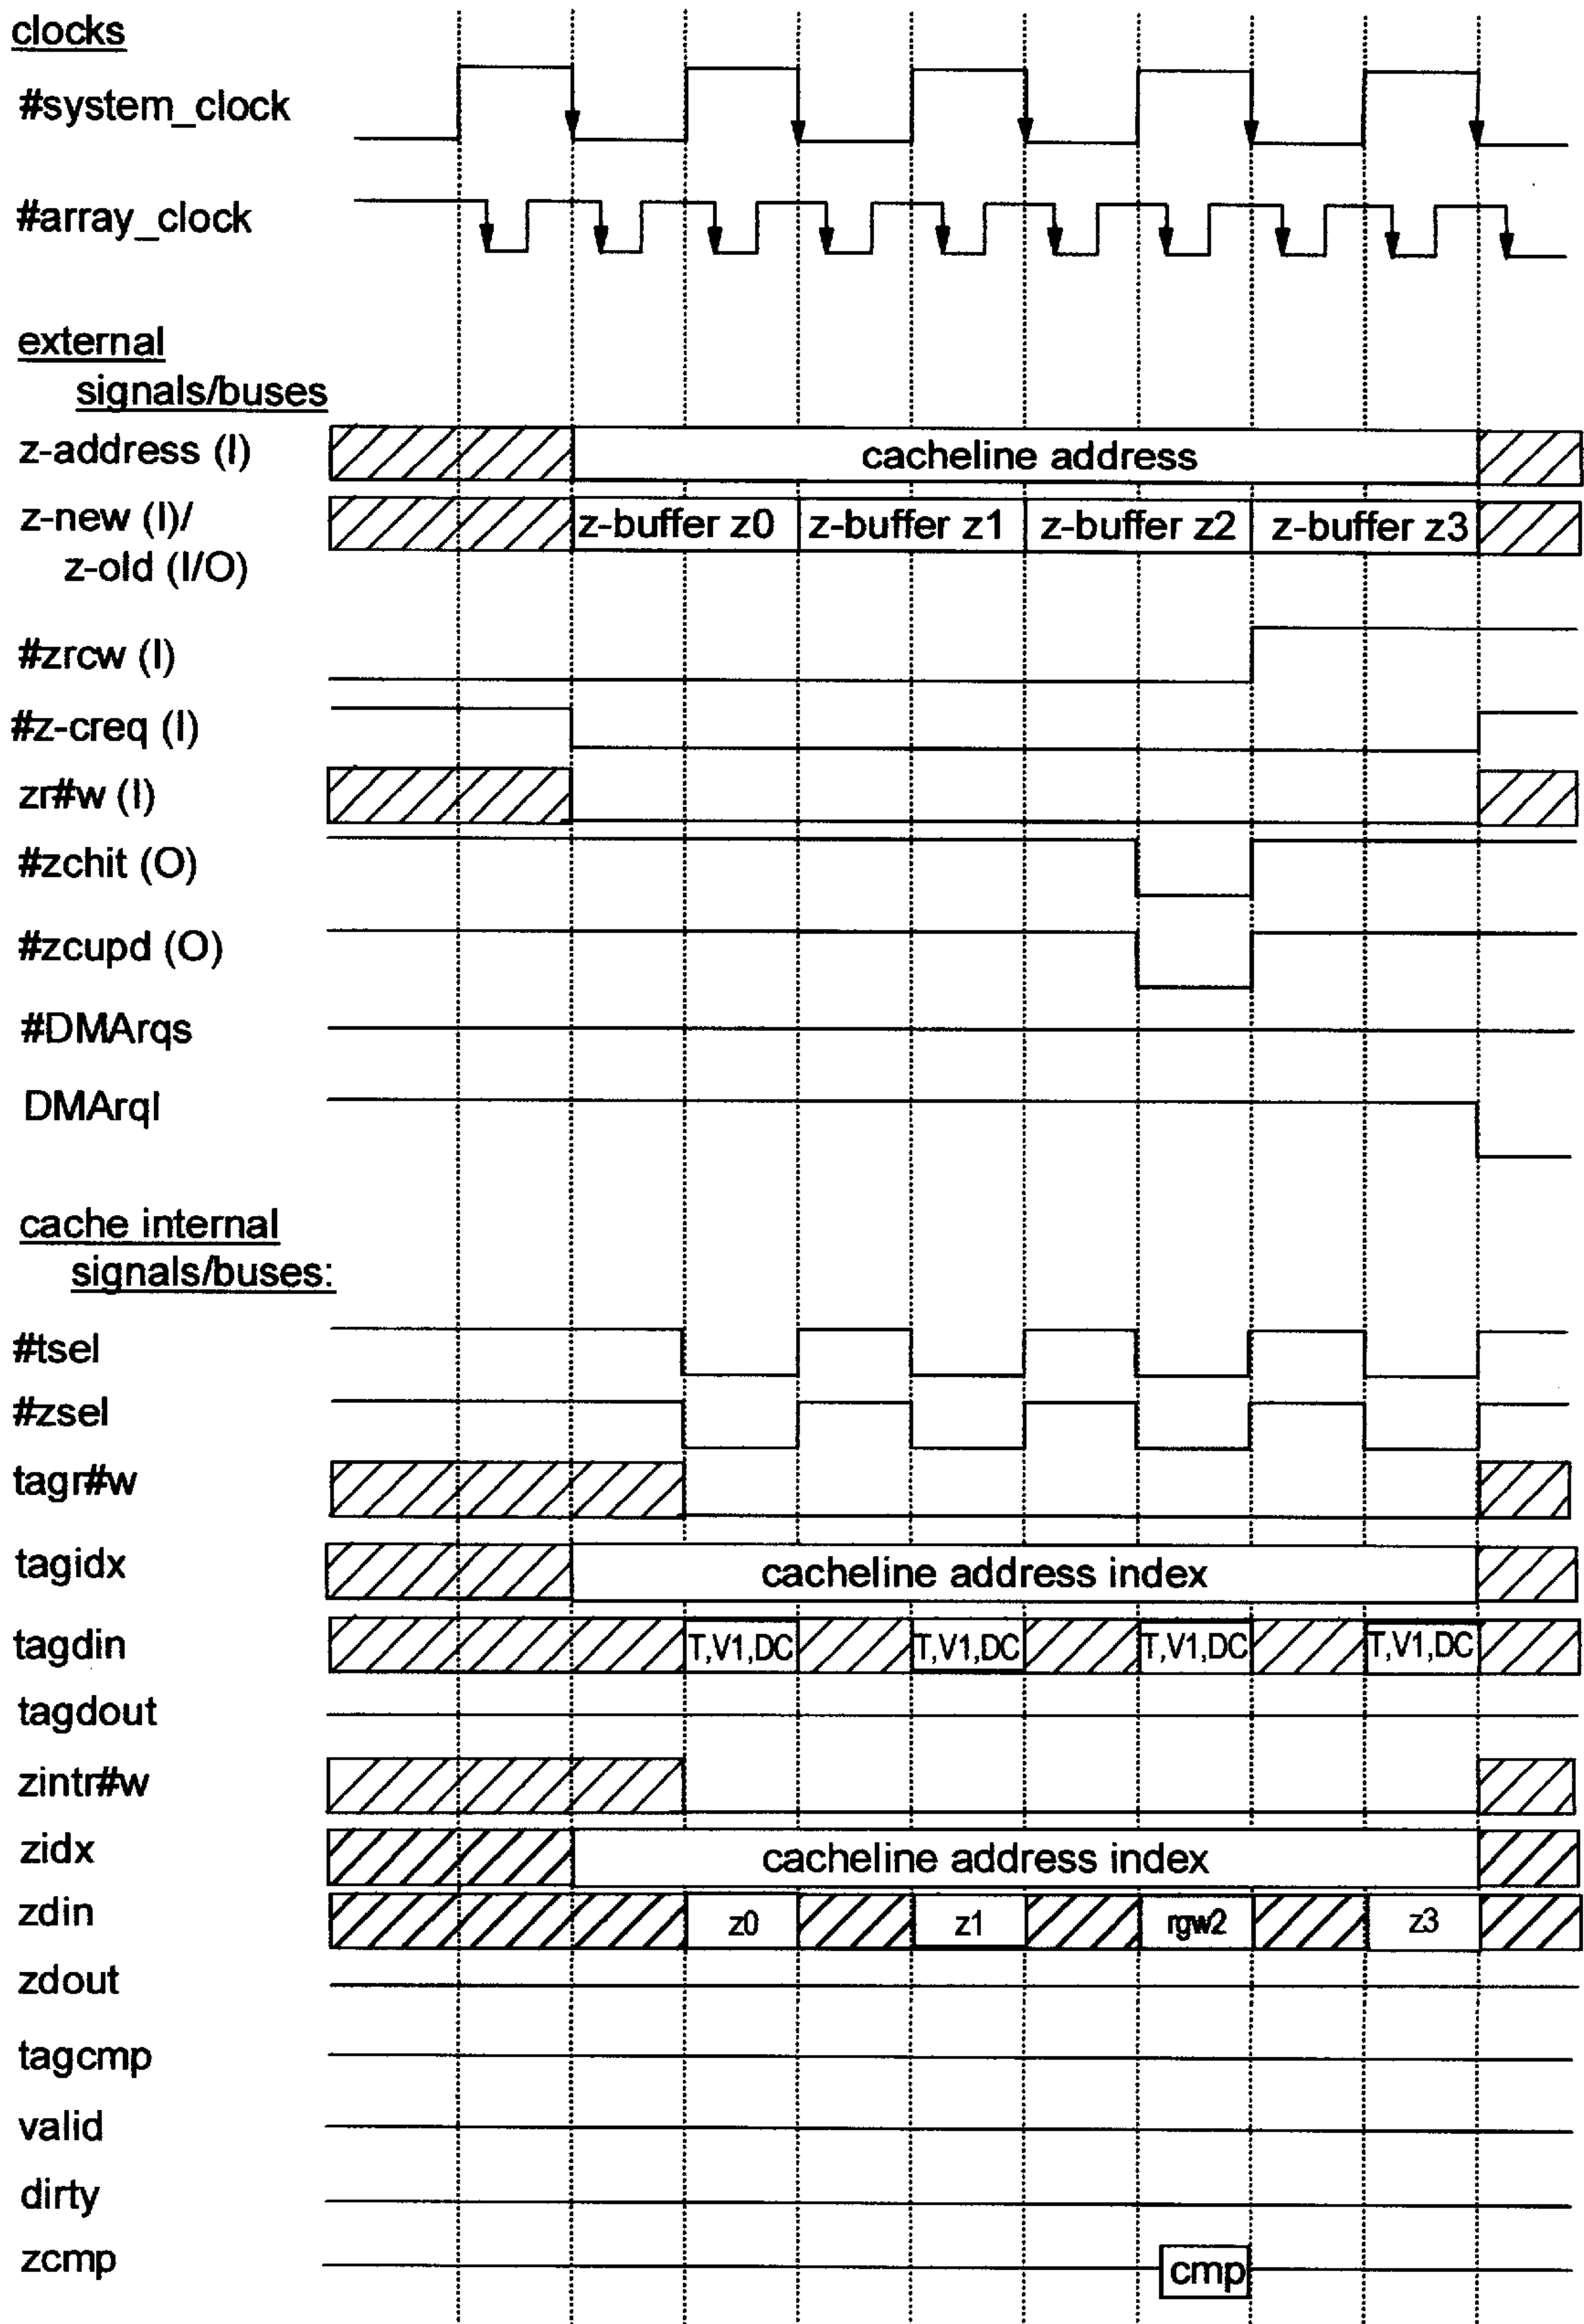 clocks
#system_clock
#array_clock
external
signals/buses
z-address (I)
cacheline address
z-new (I)/
z-old (I/O)
z-buffer z0 z-buffer z1 z-buffer z2 z-buffer z3
#zrcw (I)
#z-creq (I)
zr#w (I)
#zchit (O)
#zcupd (O)
#DMArqs
DMArql
cache internal
signals/buses:
#tsel
#zsel
tagr#w
tagidx
cacheline address index
tagdin
T,V1,DC T,V1,DC T,V1,DC T,V1,DC
tagdout
zintr#w
zidx
cacheline address index
zdin
z0 z1 rgw2 z3
zdout
tagcmp
valid
dirty
zcmp
cmp